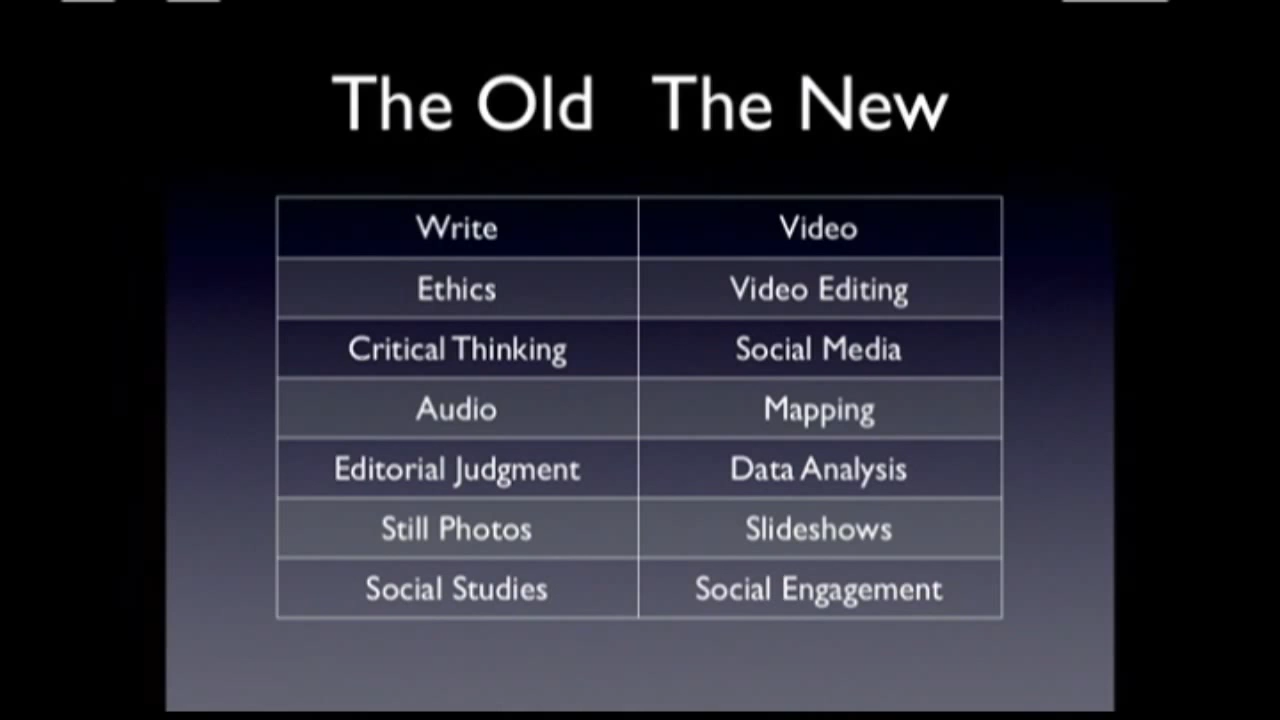 The Old The New
Write Video
Ethics Video Editing
Critical Thinking Social Media
Audio Mapping
Editorial Judgment Data Analysis
Still Photos Slideshows
Social Studies Social Engagement